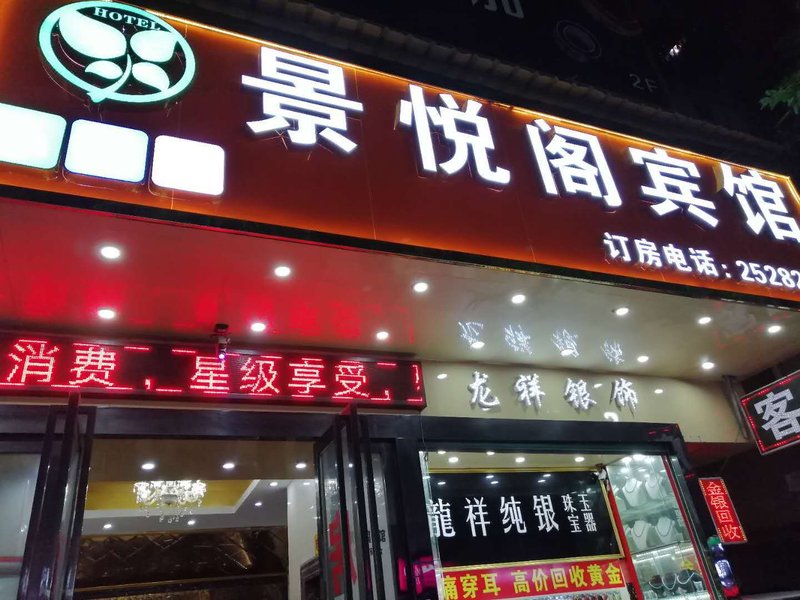 HOTEL
景悦阁宾馆
订房电话:25282
2F
消费, 星级享受,
龙祥银饰
客
金银回收
龍祥纯银 珠宝 玉器
痛穿耳 高价回收黄金